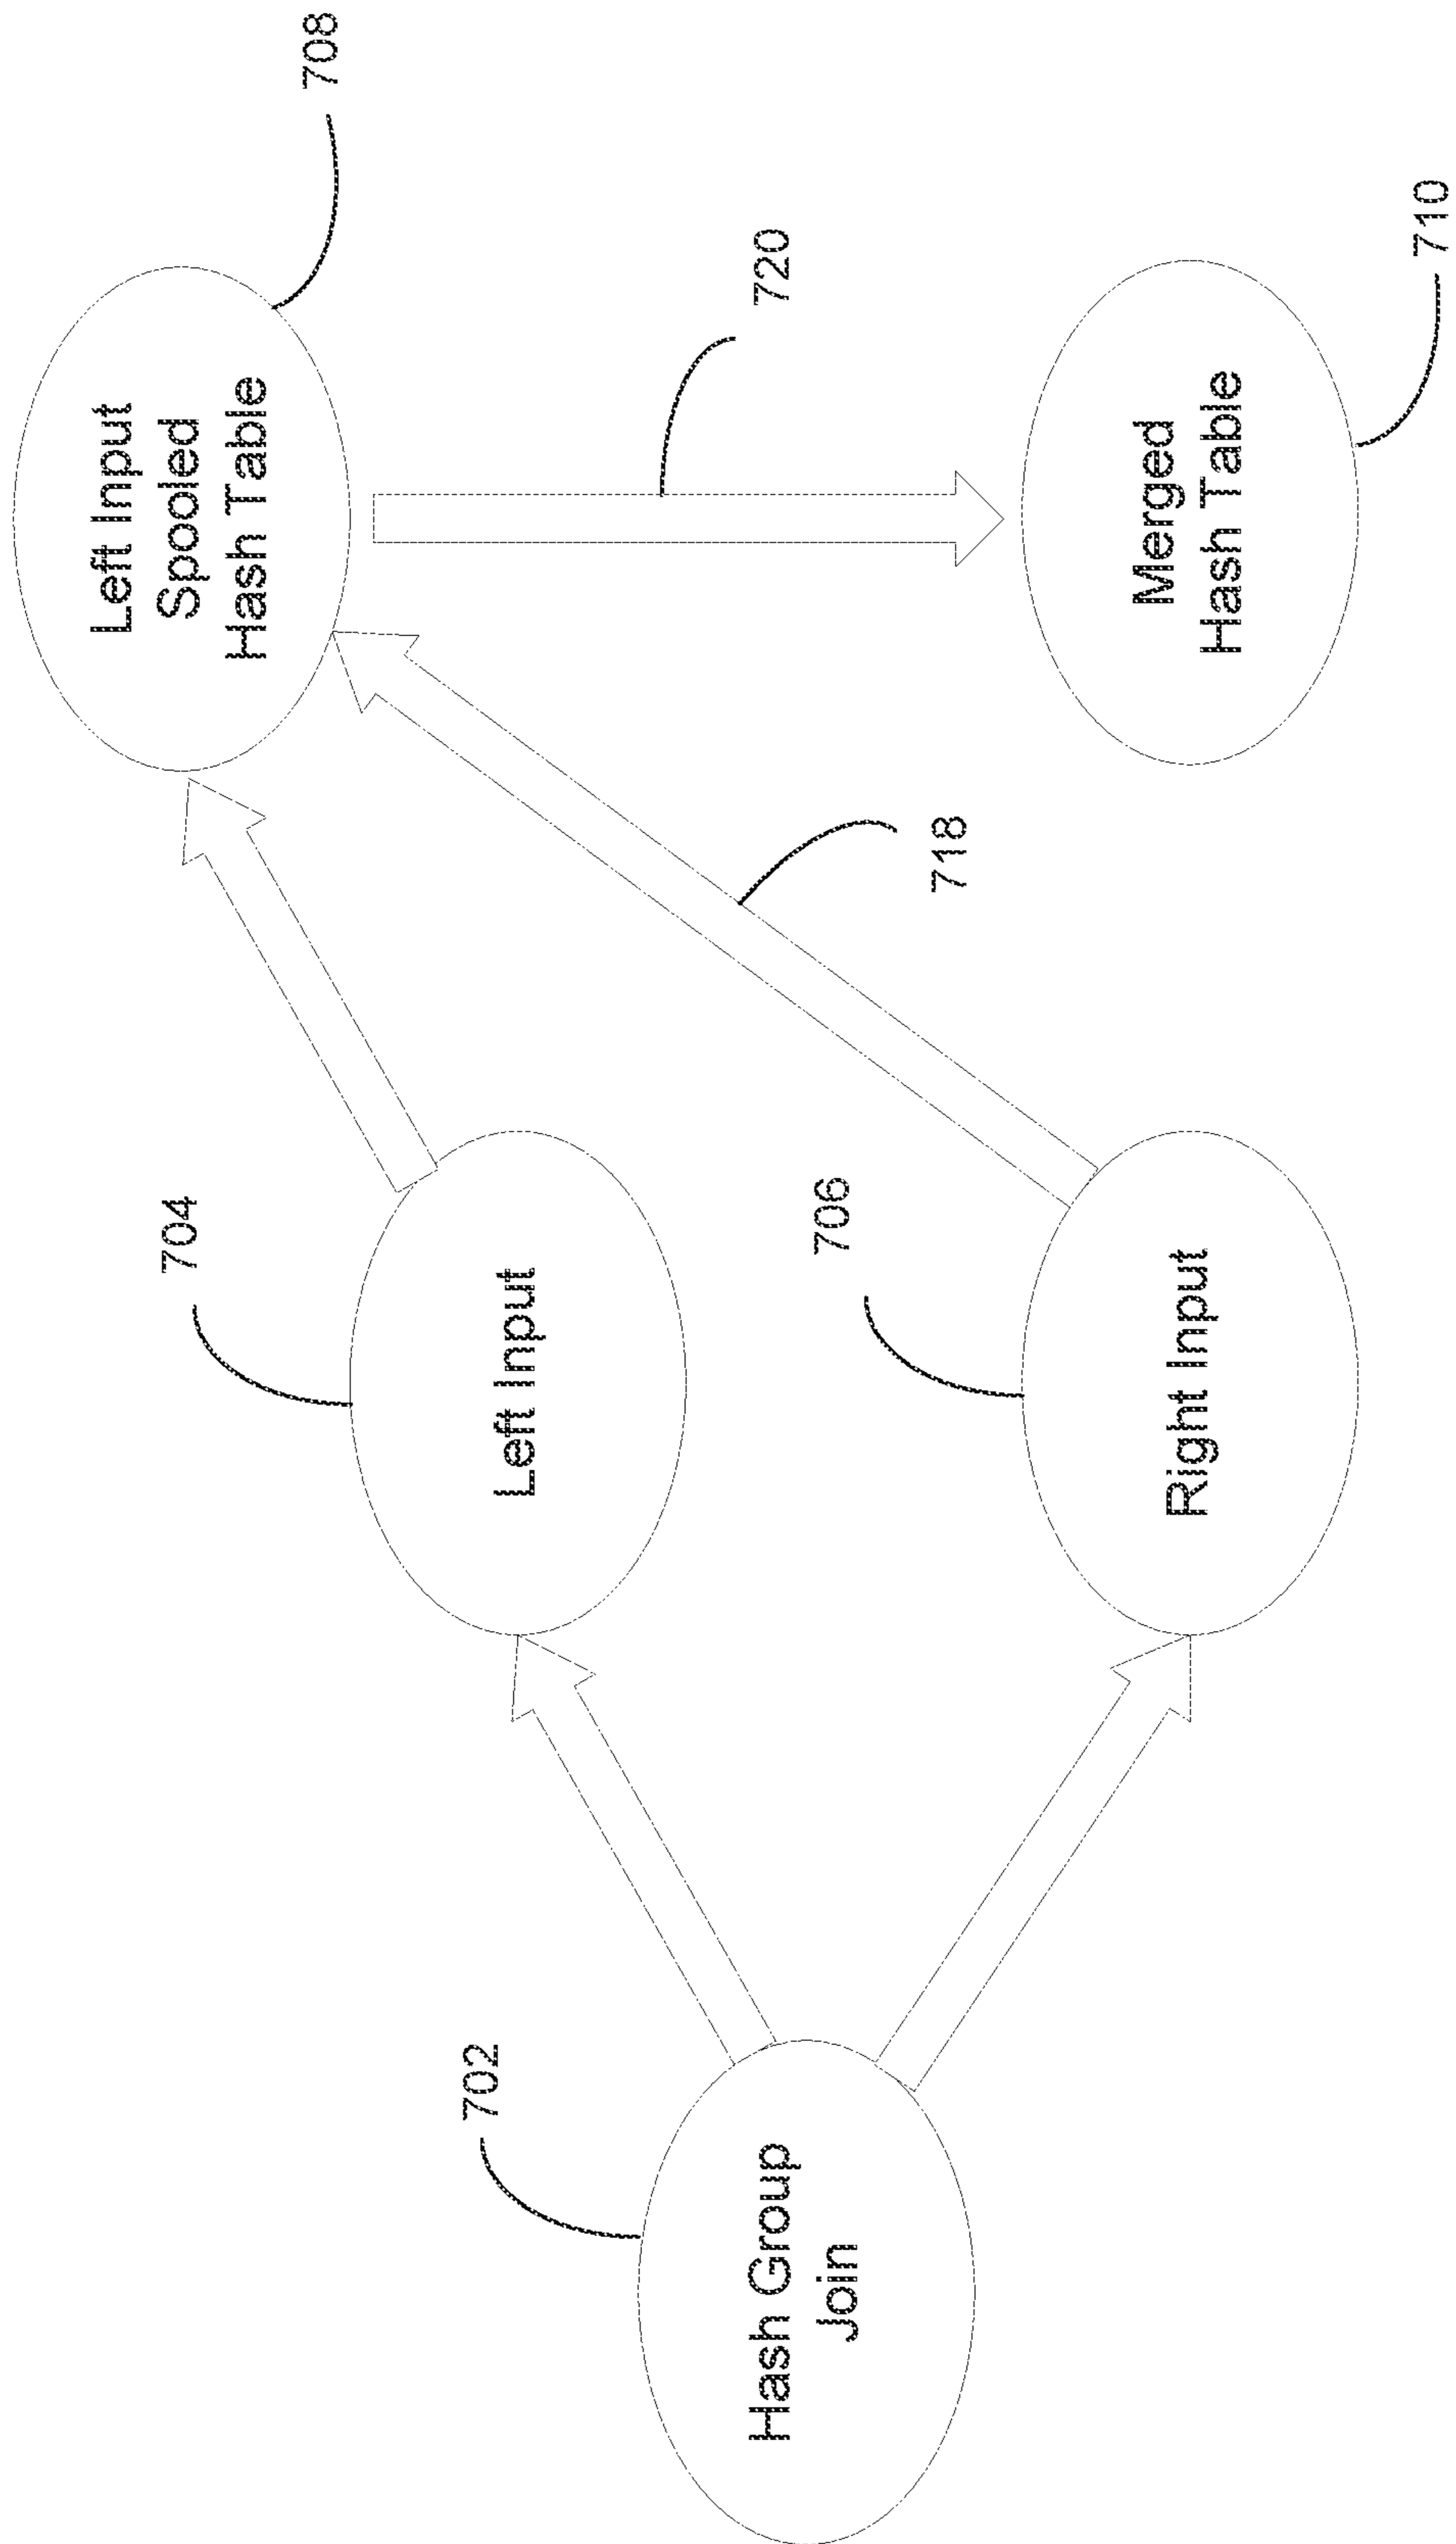 702
Hash Group
Join
704
Left Input
706
Right Input
708
Left Input
Spooled
Hash Table
718
720
Merged
Hash Table
710